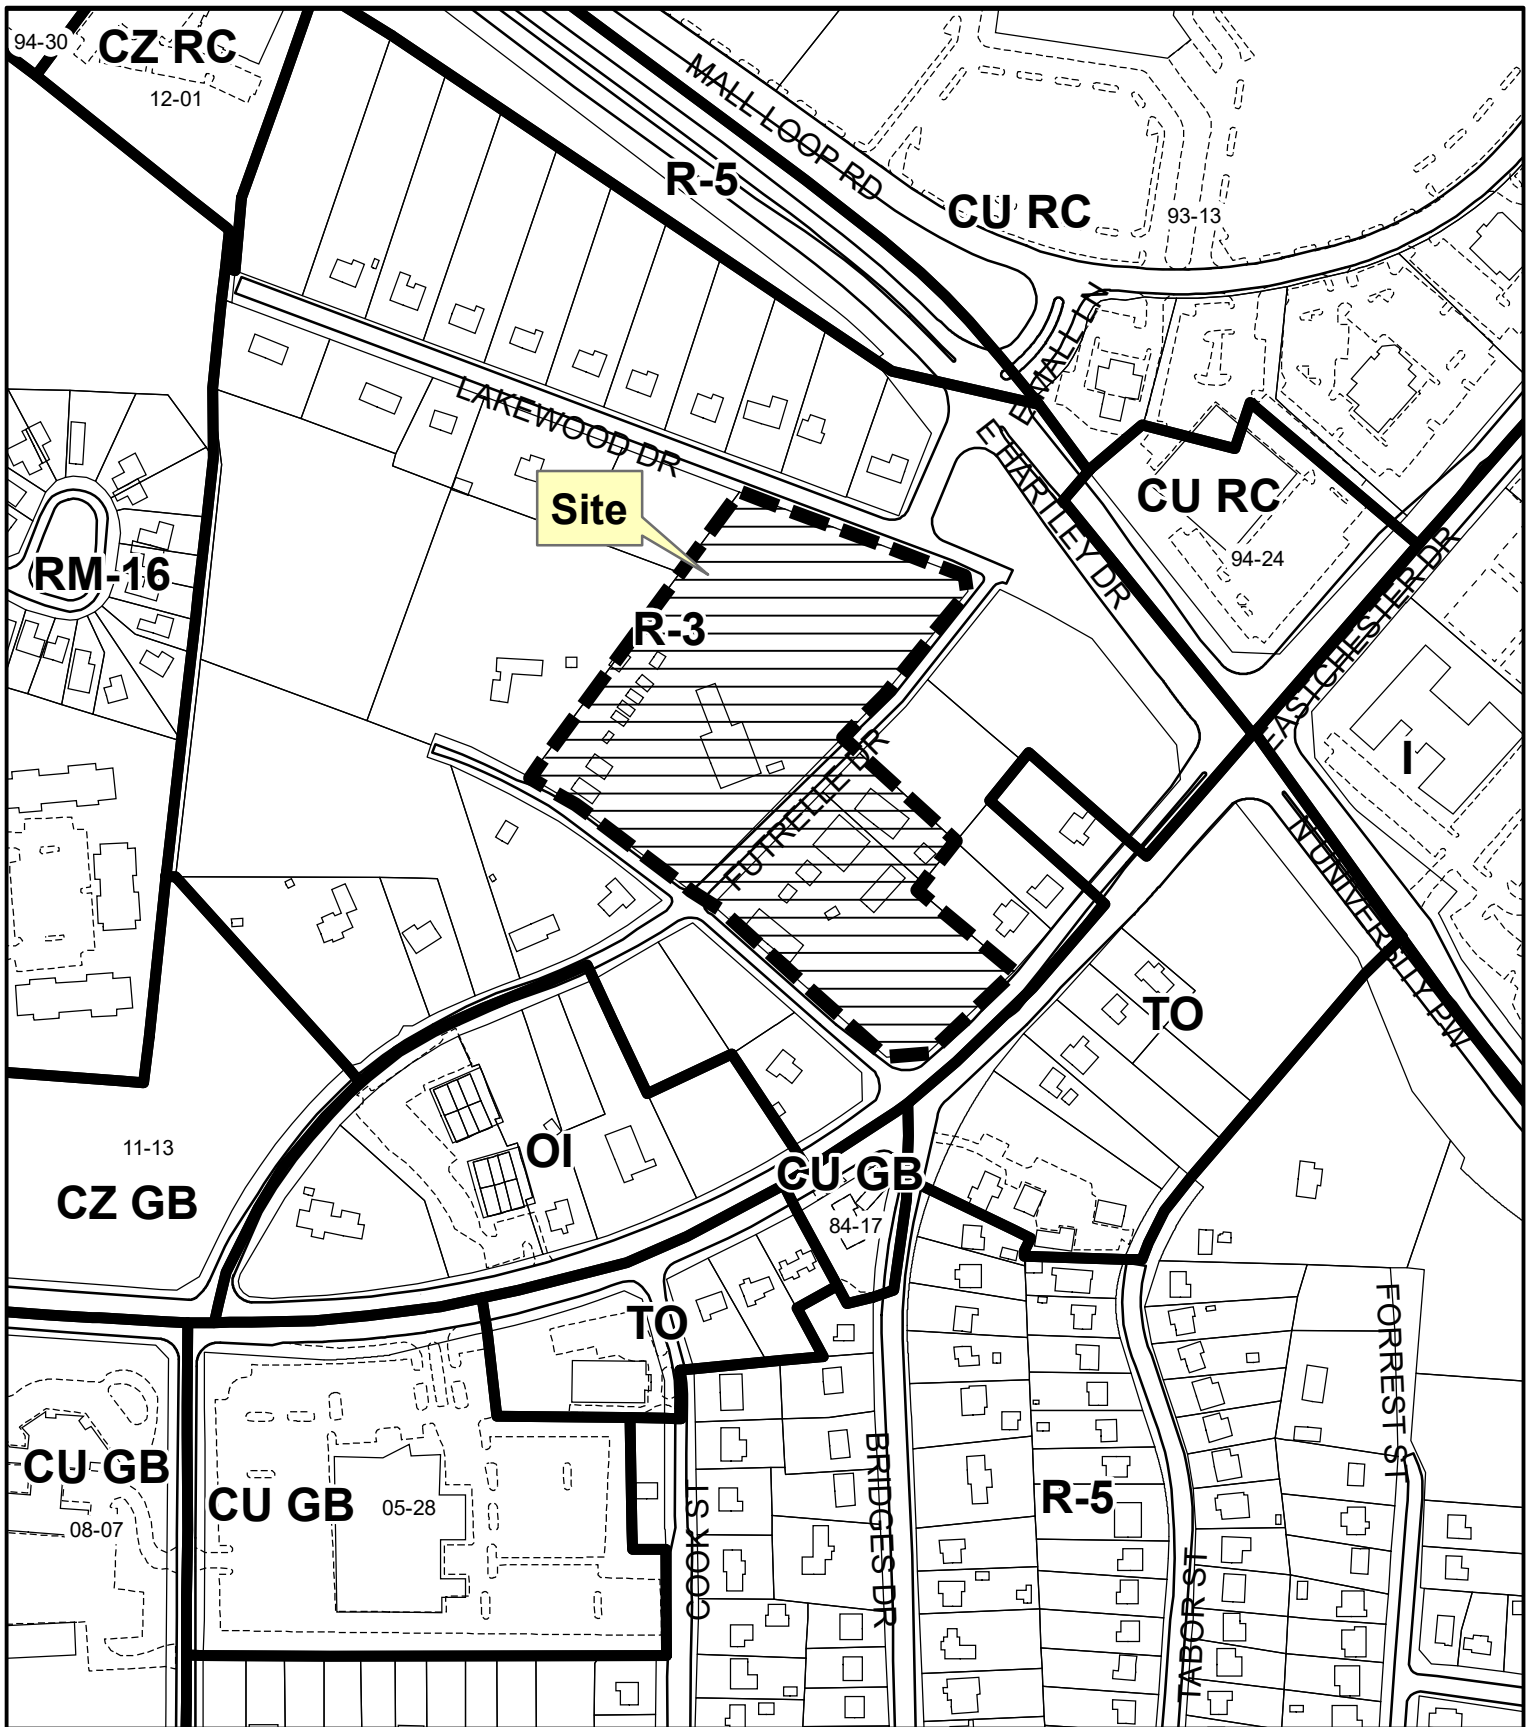 94-30
CZ RC
12-01
MALL LOOP RD
R-5
CU RC
93-13
E MALL LN
LAKEWOOD DR
E HARTLEY DR
CU RC
94-24
Site
EASTCHESTER DR
RM-16
R-3
FUTRELLE DR
I
N UNIVERSITY PW
TO
11-13
CZ GB
OI
CU GB
84-17
TO
FORREST ST
CU GB
08-07
CU GB
05-28
COOK ST
BRIDGES DR
R-5
TABOR ST